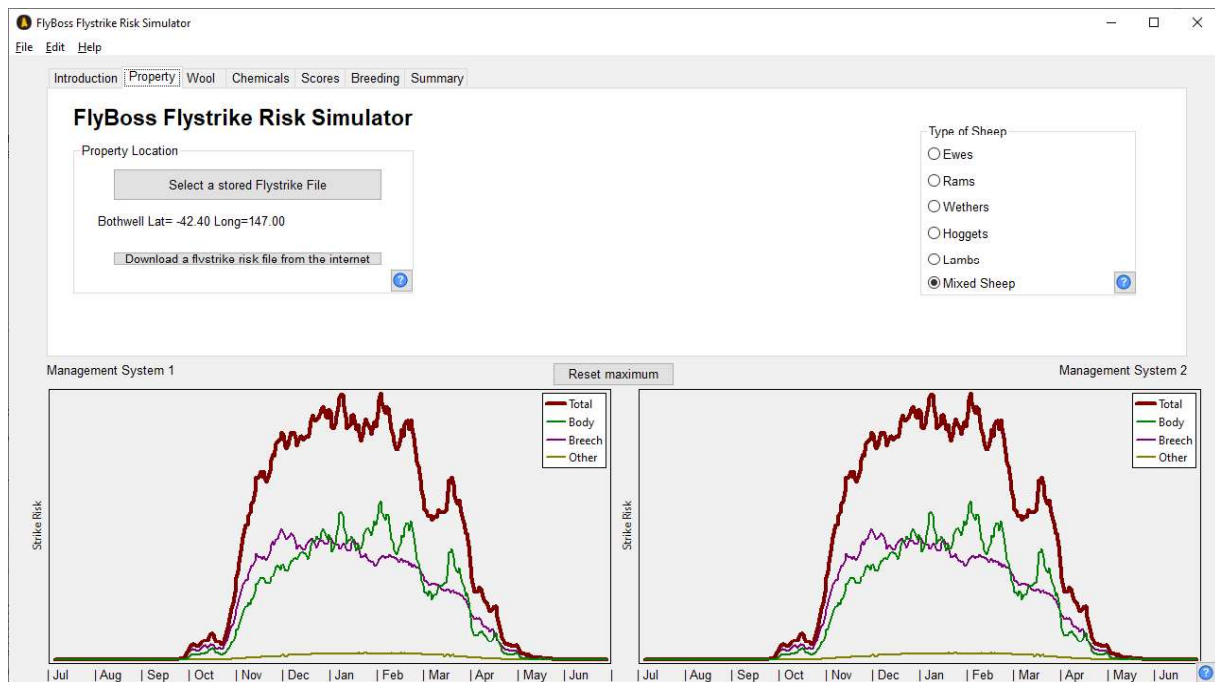 FlyBoss Flystrike Risk Simulator
File Edit Help
Introduction Property Wool Chemicals Scores Breeding Summary
FlyBoss Flystrike Risk Simulator
Property Location
Select a stored Flystrike File
Bothwell Lat= -42.40 Long=147.00
Download a flystrike risk file from the internet
?
Type of Sheep
Ewes
Rams
Wethers
Hoggets
Lambs
Mixed Sheep
?
Management System 1
Reset maximum
Management System 2
Strike Risk
Total
Body
Breech
Other
| Jul | Aug | Sep | Oct | Nov | Dec | Jan | Feb | Mar | Apr | May | Jun |
Strike Risk
Total
Body
Breech
Other
| Jul | Aug | Sep | Oct | Nov | Dec | Jan | Feb | Mar | Apr | May | Jun
?